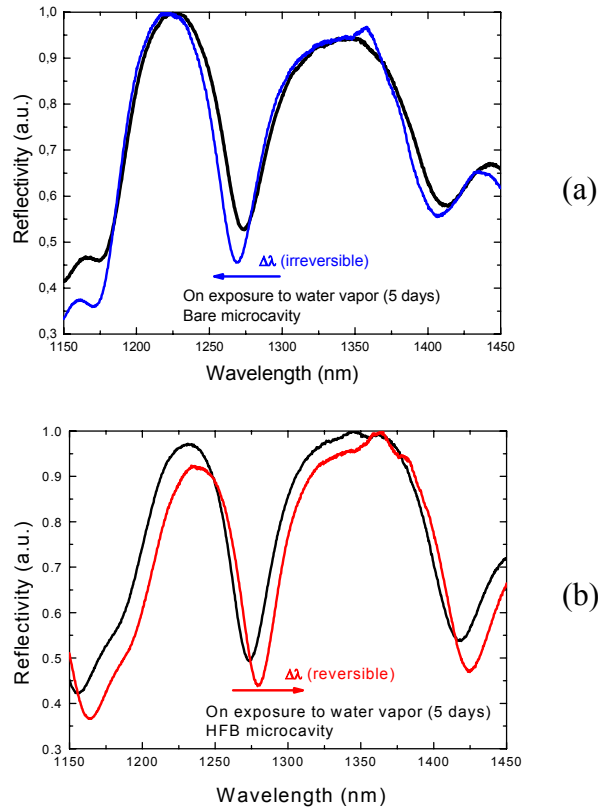 1,0
0,9
0,8
0,7
0,6
0,5
0,4
0,3
Reflectivity (a.u.)
Δλ (irreversible)
On exposure to water vapor (5 days)
Bare microcavity
1150 1200 1250 1300 1350 1400 1450
Wavelength (nm)
(a)
1.0
0.9
0.8
0.7
0.6
0.5
0.4
0.3
Reflectivity (a.u.)
Δλ (reversible)
On exposure to water vapor (5 days)
HFB microcavity
1150 1200 1250 1300 1350 1400 1450
Wavelength (nm)
(b)